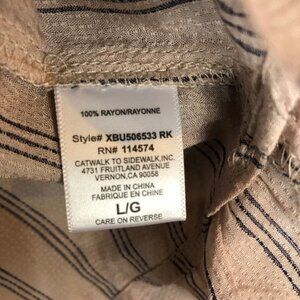 100% RAYON/RAYONNE
Style# XBU506533 RK
RN# 114574
CATWALK TO SIDEWALK,INC.
4731 FRUITLAND AVENUE
VERNON,CA 90058
MADE IN CHINA
FABRIQUE EN CHINE
L/G
CARE ON REVERSE